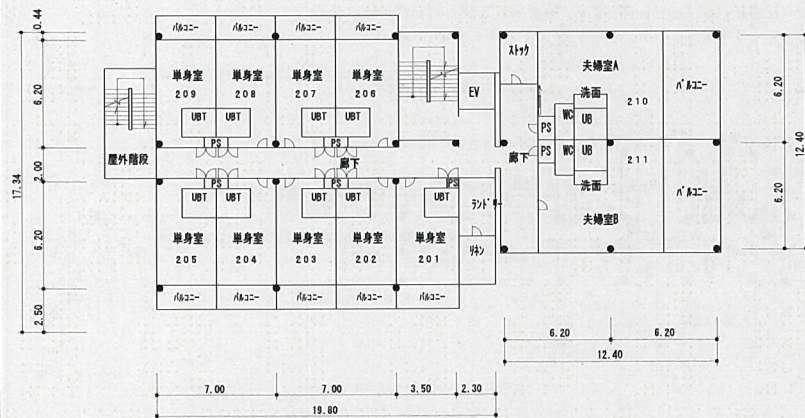 バルコニー バルコニー バルコニー バルコニー
単身室 単身室 単身室 単身室
209 208 207 206
UBT UBT UBT UBT
PS PS
屋外階段
廊下
EV
ストック
夫婦室A
洗面
210
バルコニー
WC UB
PS
PS
WC UB
廊下
211
洗面
夫婦室B
バルコニー
PS PS PS
UBT UBT UBT UBT UBT
ランドリー
単身室 単身室 単身室 単身室 単身室
205 204 203 202 201
リネン
バルコニー バルコニー バルコニー バルコニー バルコニー
0.44
6.20
2.00
6.20
2.50
17.34
6.20
6.20
12.40
6.20 6.20
12.40
7.00 7.00 3.50 2.30
19.80